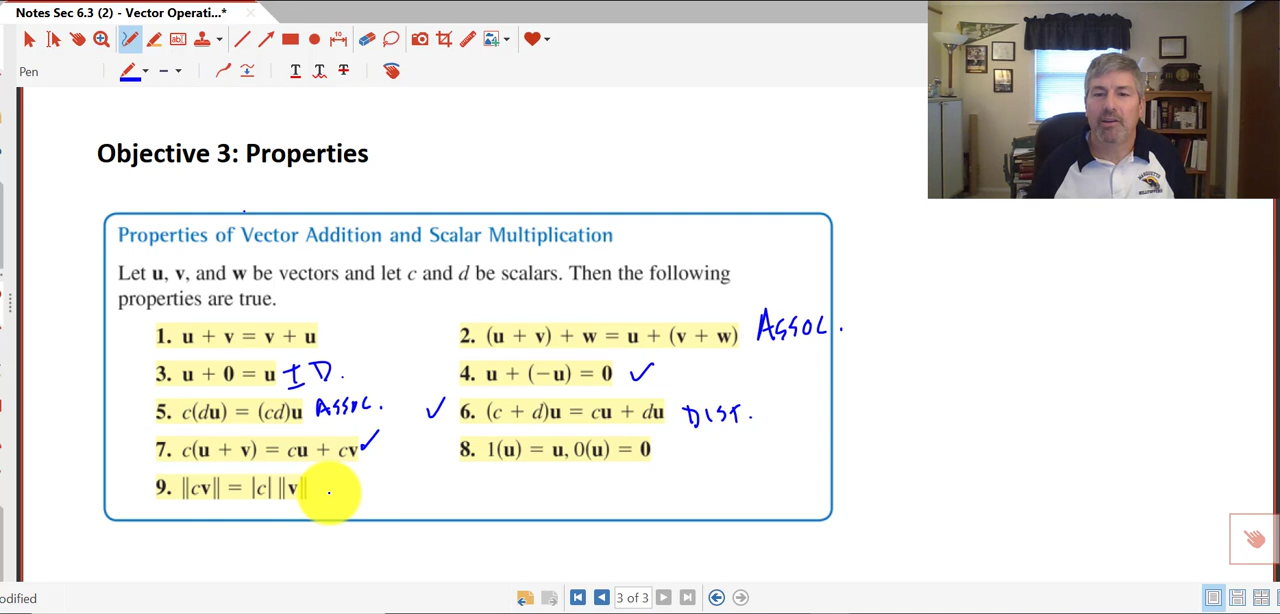 Notes Sec 6.3 (2) - Vector Operati...*
Pen
Objective 3: Properties
Properties of Vector Addition and Scalar Multiplication
Let u, v, and w be vectors and let c and d be scalars. Then the following
properties are true.
1. u + v = v + u
2. (u + v) + w = u + (v + w) Assoc.
3. u + 0 = u ID.
4. u + (−u) = 0 ✓
5. c(du) = (cd)u Assoc.
✓ 6. (c + d)u = cu + du DIST.
7. c(u + v) = cu + cv ✓
8. 1(u) = u, 0(u) = 0
9. ‖cv‖ = |c| ‖v‖
odified
3 of 3